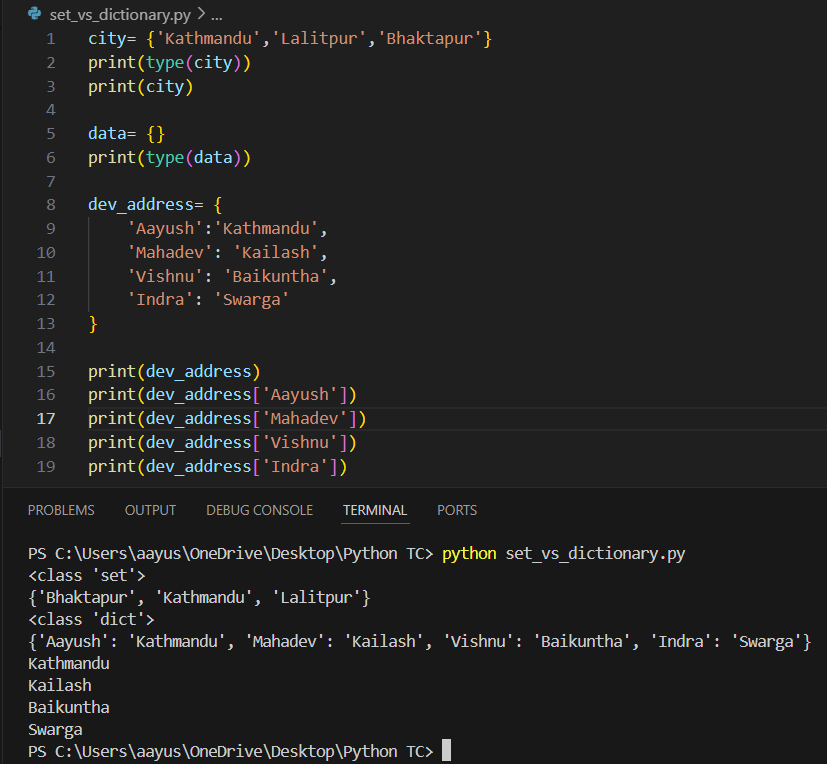 set_vs_dictionary.py > ...
1 city= {'Kathmandu','Lalitpur','Bhaktapur'}
2 print(type(city))
3 print(city)
4
5 data= {}
6 print(type(data))
7
8 dev_address= {
9     'Aayush':'Kathmandu',
10     'Mahadev': 'Kailash',
11     'Vishnu': 'Baikuntha',
12     'Indra': 'Swarga'
13 }
14
15 print(dev_address)
16 print(dev_address['Aayush'])
17 print(dev_address['Mahadev'])
18 print(dev_address['Vishnu'])
19 print(dev_address['Indra'])
PROBLEMS OUTPUT DEBUG CONSOLE TERMINAL PORTS
PS C:\Users\aayus\OneDrive\Desktop\Python TC> python set_vs_dictionary.py
<class 'set'>
{'Bhaktapur', 'Kathmandu', 'Lalitpur'}
<class 'dict'>
{'Aayush': 'Kathmandu', 'Mahadev': 'Kailash', 'Vishnu': 'Baikuntha', 'Indra': 'Swarga'}
Kathmandu
Kailash
Baikuntha
Swarga
PS C:\Users\aayus\OneDrive\Desktop\Python TC>